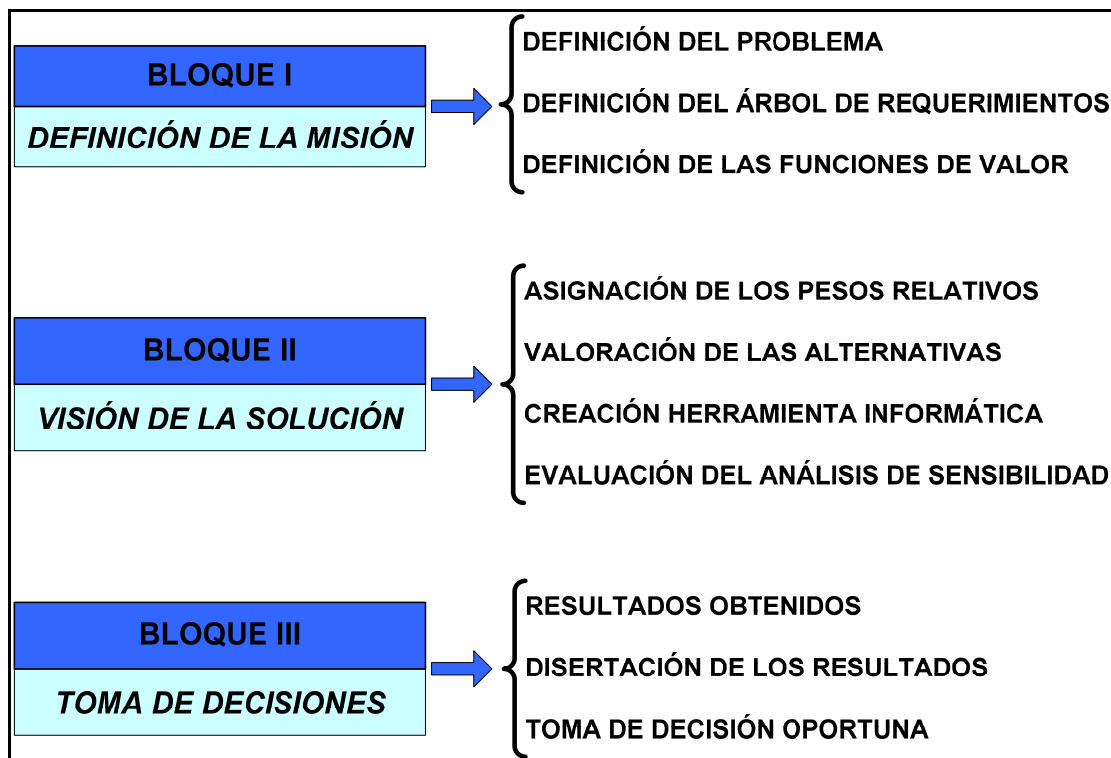 BLOQUE I
DEFINICIÓN DE LA MISIÓN
DEFINICIÓN DEL PROBLEMA
DEFINICIÓN DEL ÁRBOL DE REQUERIMIENTOS
DEFINICIÓN DE LAS FUNCIONES DE VALOR
BLOQUE II
VISIÓN DE LA SOLUCIÓN
ASIGNACIÓN DE LOS PESOS RELATIVOS
VALORACIÓN DE LAS ALTERNATIVAS
CREACIÓN HERRAMIENTA INFORMÁTICA
EVALUACIÓN DEL ANÁLISIS DE SENSIBILIDAD
BLOQUE III
TOMA DE DECISIONES
RESULTADOS OBTENIDOS
DISERTACIÓN DE LOS RESULTADOS
TOMA DE DECISIÓN OPORTUNA